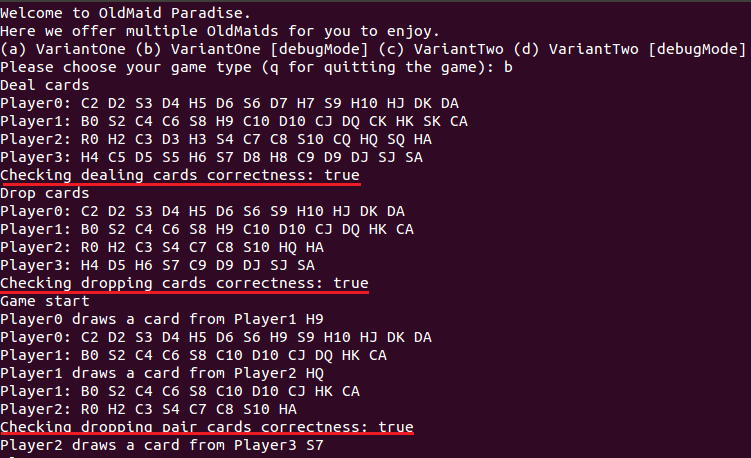 Welcome to OldMaid Paradise.
Here we offer multiple OldMaids for you to enjoy.
(a) VariantOne (b) VariantOne [debugMode] (c) VariantTwo (d) VariantTwo [debugMode]
Please choose your game type (q for quitting the game): b
Deal cards
Player0: C2 D2 S3 D4 H5 D6 S6 D7 H7 S9 H10 HJ DK DA
Player1: B0 S2 C4 C6 S8 H9 C10 D10 CJ DQ CK HK SK CA
Player2: R0 H2 C3 D3 H3 S4 C7 C8 S10 CQ HQ SQ HA
Player3: H4 C5 D5 S5 H6 S7 D8 H8 C9 D9 DJ SJ SA
Checking dealing cards correctness: true
Drop cards
Player0: C2 D2 S3 D4 H5 D6 S6 S9 H10 HJ DK DA
Player1: B0 S2 C4 C6 S8 H9 C10 D10 CJ DQ HK CA
Player2: R0 H2 C3 S4 C7 C8 S10 HQ HA
Player3: H4 D5 H6 S7 C9 D9 DJ SJ SA
Checking dropping cards correctness: true
Game start
Player0 draws a card from Player1 H9
Player0: C2 D2 S3 D4 H5 D6 S6 H9 S9 H10 HJ DK DA
Player1: B0 S2 C4 C6 S8 C10 D10 CJ DQ HK CA
Player1 draws a card from Player2 HQ
Player1: B0 S2 C4 C6 S8 C10 D10 CJ HK CA
Player2: R0 H2 C3 S4 C7 C8 S10 HA
Checking dropping pair cards correctness: true
Player2 draws a card from Player3 S7